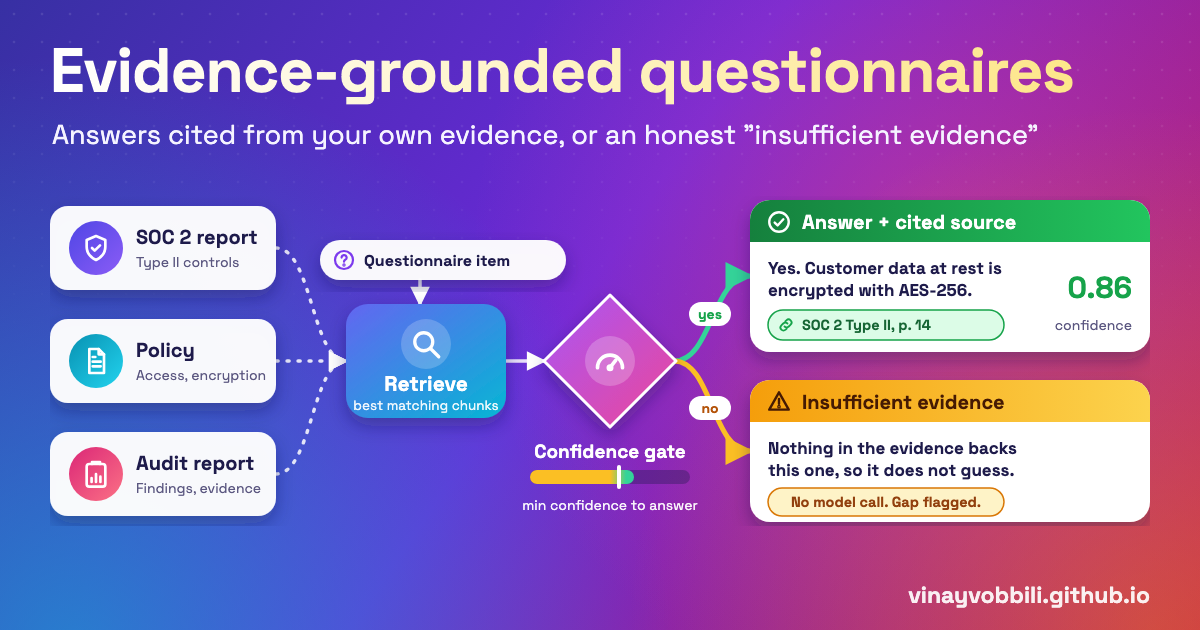 Evidence-grounded questionnaires
Answers cited from your own evidence, or an honest ”insufficient evidence”
SOC 2 report
Type II controls
Policy
Access, encryption
Audit report
Findings, evidence
Questionnaire item
Retrieve
best matching chunks
Confidence gate
min confidence to answer
yes
no
Answer + cited source
Yes. Customer data at rest is
encrypted with AES-256.
SOC 2 Type II, p. 14
0.86
confidence
Insufficient evidence
Nothing in the evidence backs
this one, so it does not guess.
No model call. Gap flagged.
vinayvobbili.github.io